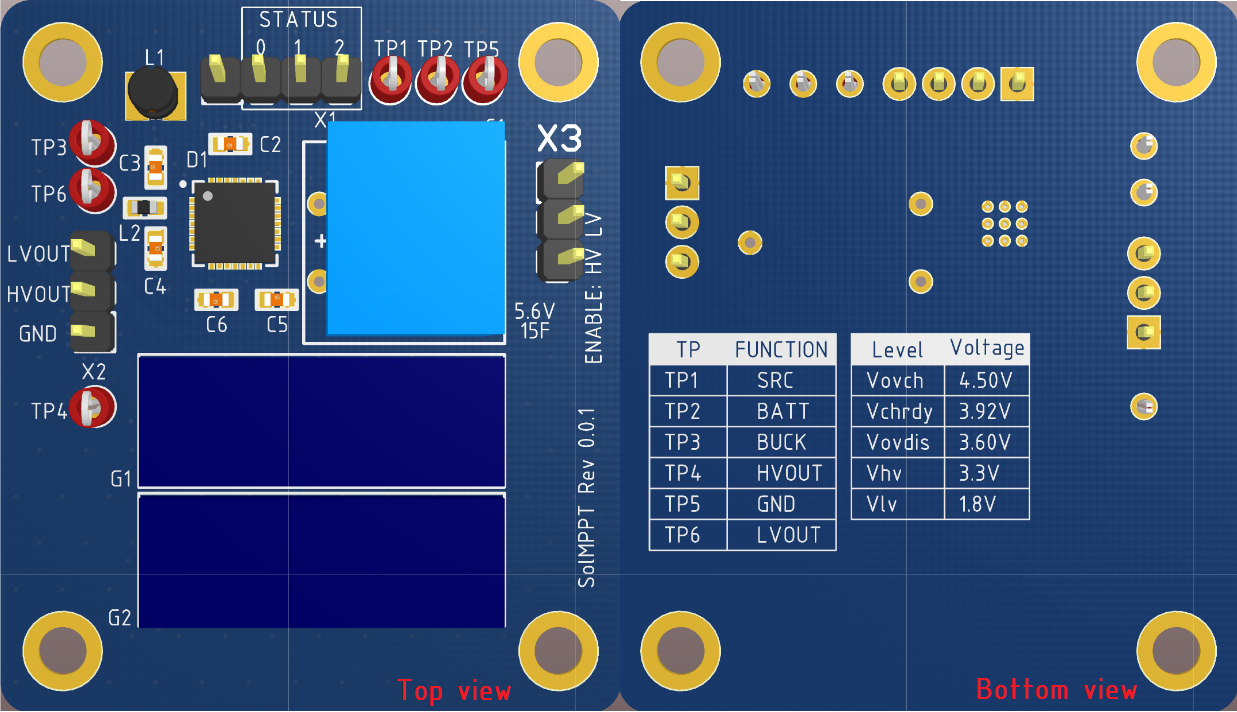 STATUS
0 1 2
TP1 TP2 TP5
L1
X1
X3
TP3
C3
D1
C2
TP6
L2
LVOUT
C4
HVOUT
C6 C5
GND
5.6V
15F
ENABLE: HV LV
X2
TP4
G1
G2
SolMPPT Rev 0.0.1
Top view
TP FUNCTION
TP1 SRC
TP2 BATT
TP3 BUCK
TP4 HVOUT
TP5 GND
TP6 LVOUT
Level Voltage
Vovch 4.50V
Vchrdy 3.92V
Vovdis 3.60V
Vhv 3.3V
Vlv 1.8V
Bottom view